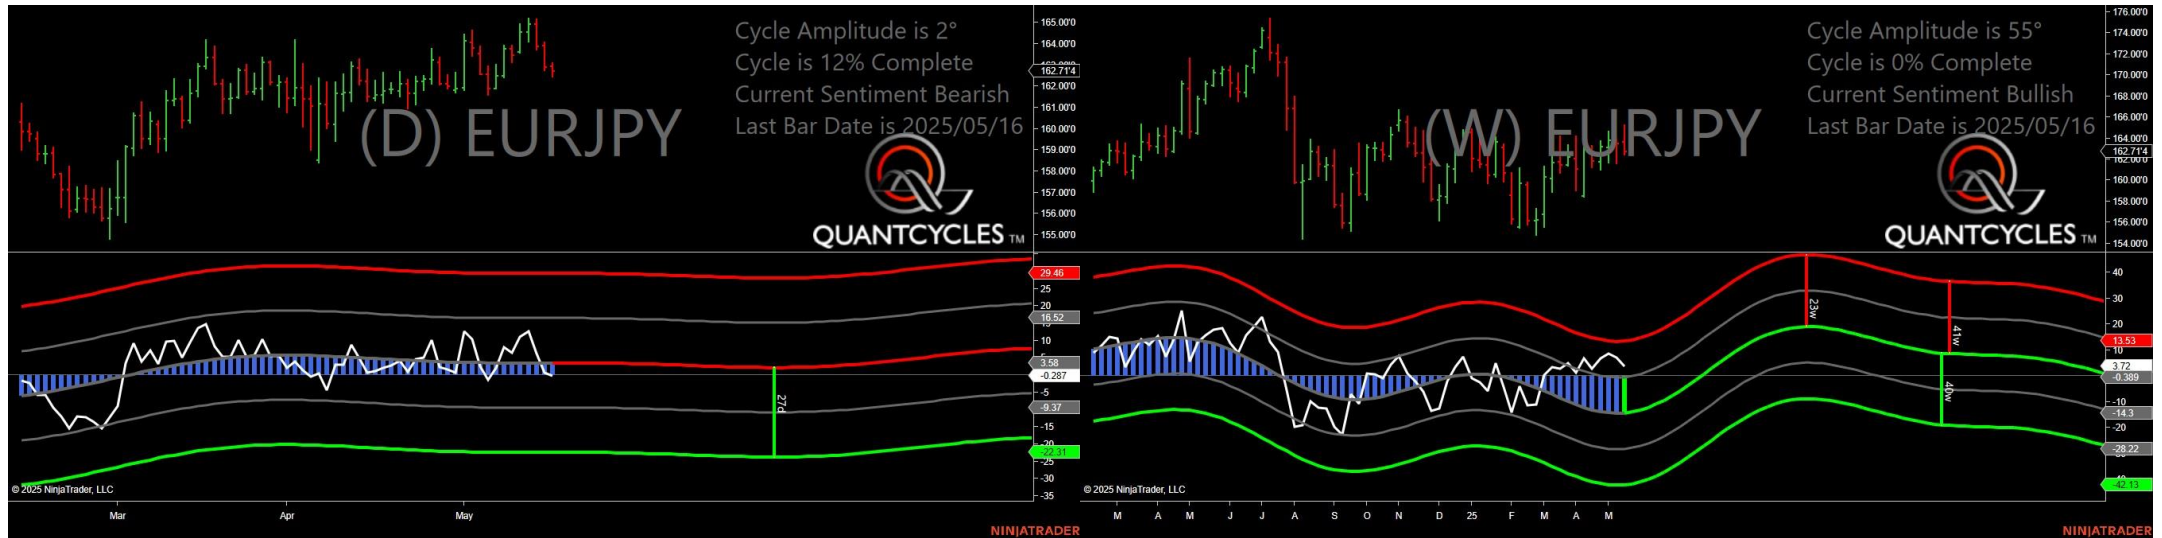 Cycle Amplitude is 2°
Cycle is 12% Complete
Current Sentiment Bearish
Last Bar Date is 2025/05/16
(D) EURJPY
QUANTCYCLES TM
165.00'0
164.00'0
162.71'4
162.00'0
161.00'0
160.00'0
159.00'0
158.00'0
157.00'0
156.00'0
155.00'0
29.46
25
20
16.52
10
3.58
-0.287
-5
-9.37
-15
-20
-22.31
-25
-30
-35
27d
© 2025 NinjaTrader, LLC
Mar Apr May
NINJATRADER
Cycle Amplitude is 55°
Cycle is 0% Complete
Current Sentiment Bullish
Last Bar Date is 2025/05/16
(W) EURJPY
QUANTCYCLES TM
176.00'0
174.00'0
172.00'0
170.00'0
168.00'0
166.00'0
164.00'0
162.71'4
162.00'0
160.00'0
158.00'0
156.00'0
154.00'0
40
30
20
13.53
10
3.72
-0.389
-10
-14.3
-20
-28.22
-42.13
23w
41w
40w
© 2025 NinjaTrader, LLC
M A M J J A S O N D 25 F M A M
NINJATRADER